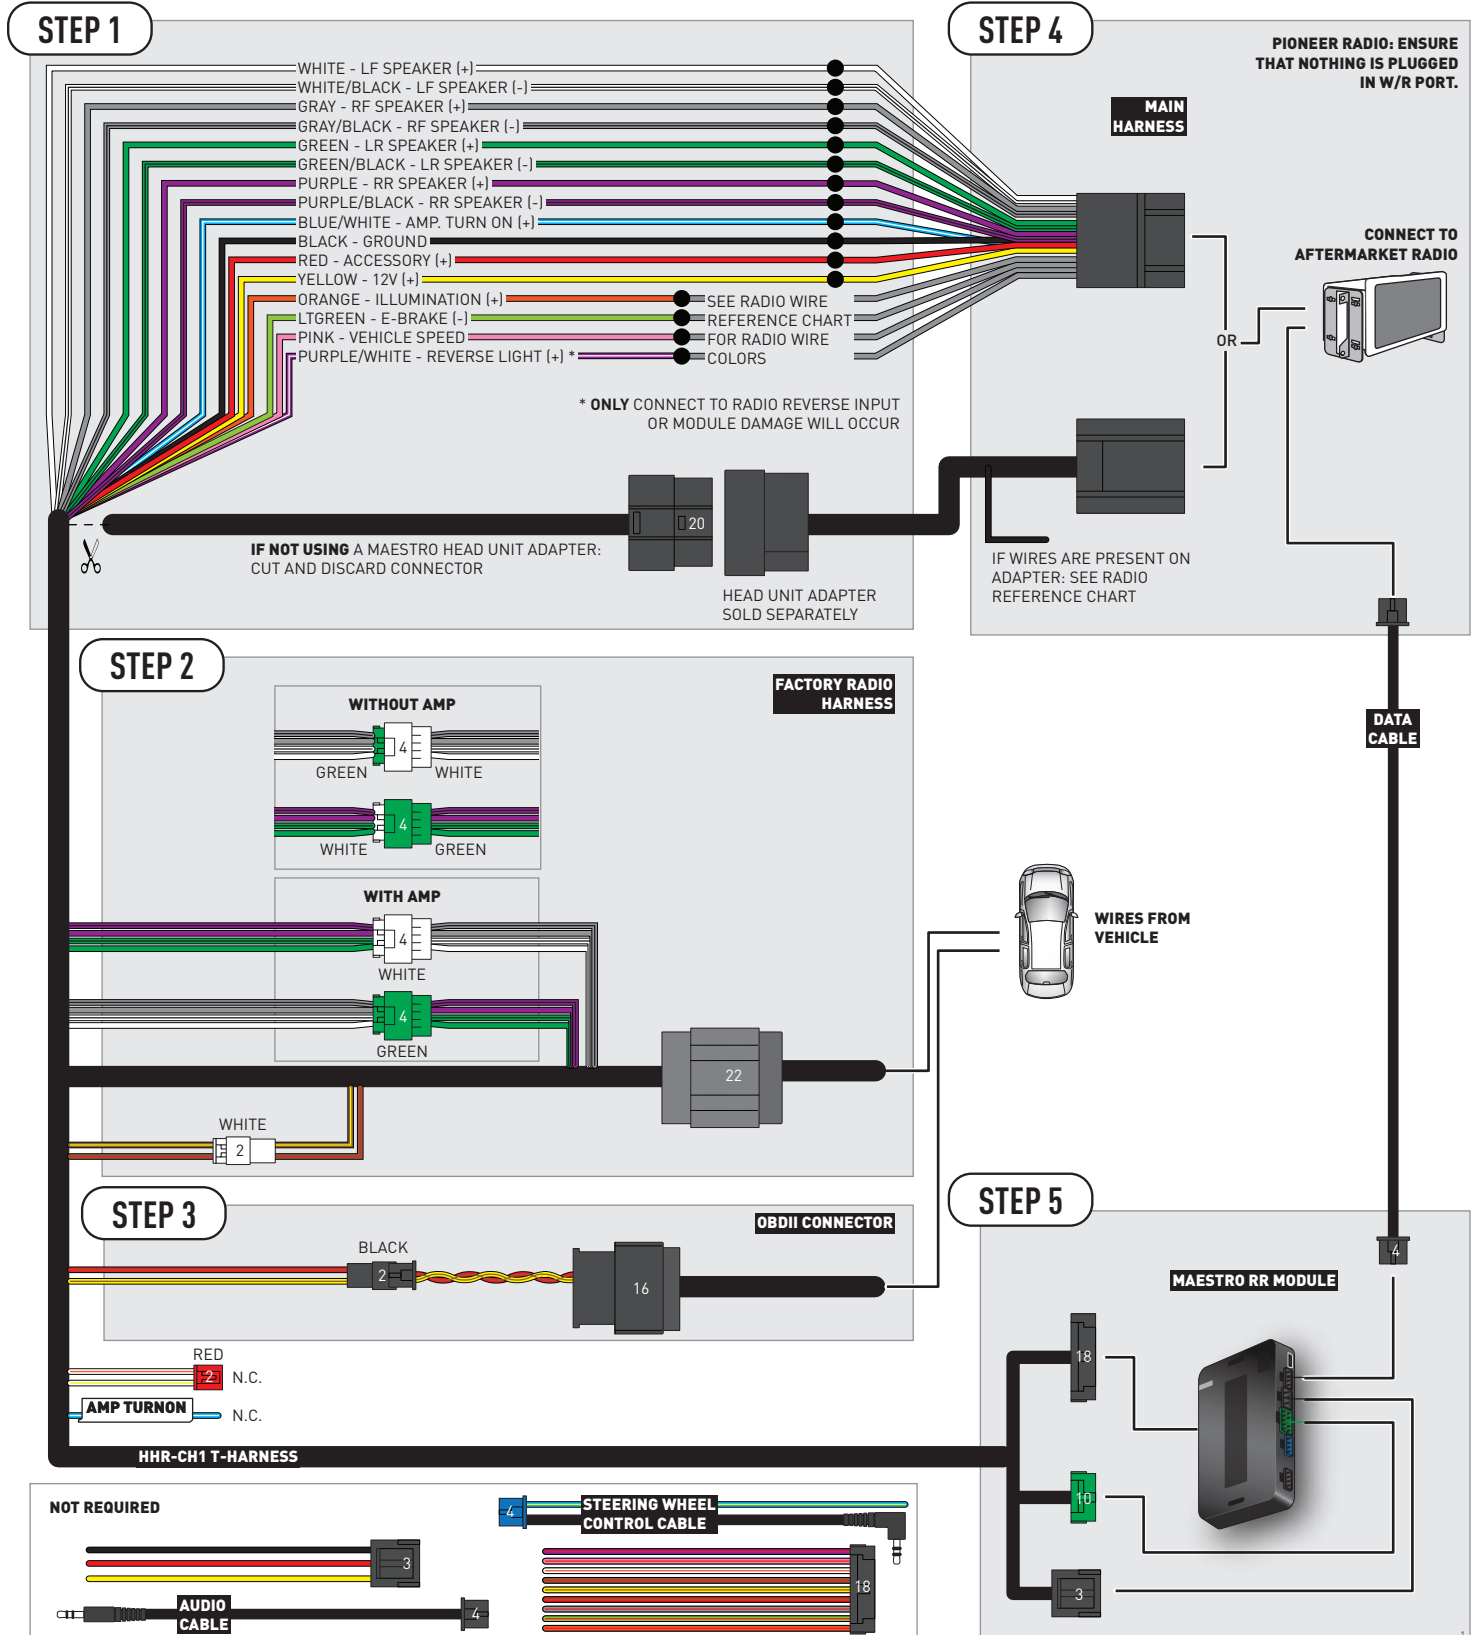 STEP 1
WHITE - LF SPEAKER (+)
WHITE/BLACK - LF SPEAKER (-)
GRAY - RF SPEAKER (+)
GRAY/BLACK - RF SPEAKER (-)
GREEN - LR SPEAKER (+)
GREEN/BLACK - LR SPEAKER (-)
PURPLE - RR SPEAKER (+)
PURPLE/BLACK - RR SPEAKER (-)
BLUE/WHITE - AMP. TURN ON (+)
BLACK - GROUND
RED - ACCESSORY (+)
YELLOW - 12V (+)
ORANGE - ILLUMINATION (+)
LTGREEN - E-BRAKE (-)
PINK - VEHICLE SPEED
PURPLE/WHITE - REVERSE LIGHT (+) *
SEE RADIO WIRE
REFERENCE CHART
FOR RADIO WIRE
COLORS
* ONLY CONNECT TO RADIO REVERSE INPUT
OR MODULE DAMAGE WILL OCCUR
20
IF NOT USING A MAESTRO HEAD UNIT ADAPTER:
CUT AND DISCARD CONNECTOR
HEAD UNIT ADAPTER
SOLD SEPARATELY
STEP 4
PIONEER RADIO: ENSURE
THAT NOTHING IS PLUGGED
IN W/R PORT.
MAIN
HARNESS
CONNECT TO
AFTERMARKET RADIO
OR
IF WIRES ARE PRESENT ON
ADAPTER: SEE RADIO
REFERENCE CHART
DATA
CABLE
4
STEP 2
FACTORY RADIO
HARNESS
WITHOUT AMP
4
GREEN
WHITE
4
WHITE
GREEN
WITH AMP
4
WHITE
4
GREEN
22
WHITE
2
WIRES FROM
VEHICLE
STEP 3
OBDII CONNECTOR
BLACK
2
16
RED
2
N.C.
AMP TURNON
N.C.
HHR-CH1 T-HARNESS
STEP 5
MAESTRO RR MODULE
18
10
3
1
NOT REQUIRED
3
AUDIO
CABLE
4
4
STEERING WHEEL
CONTROL CABLE
18